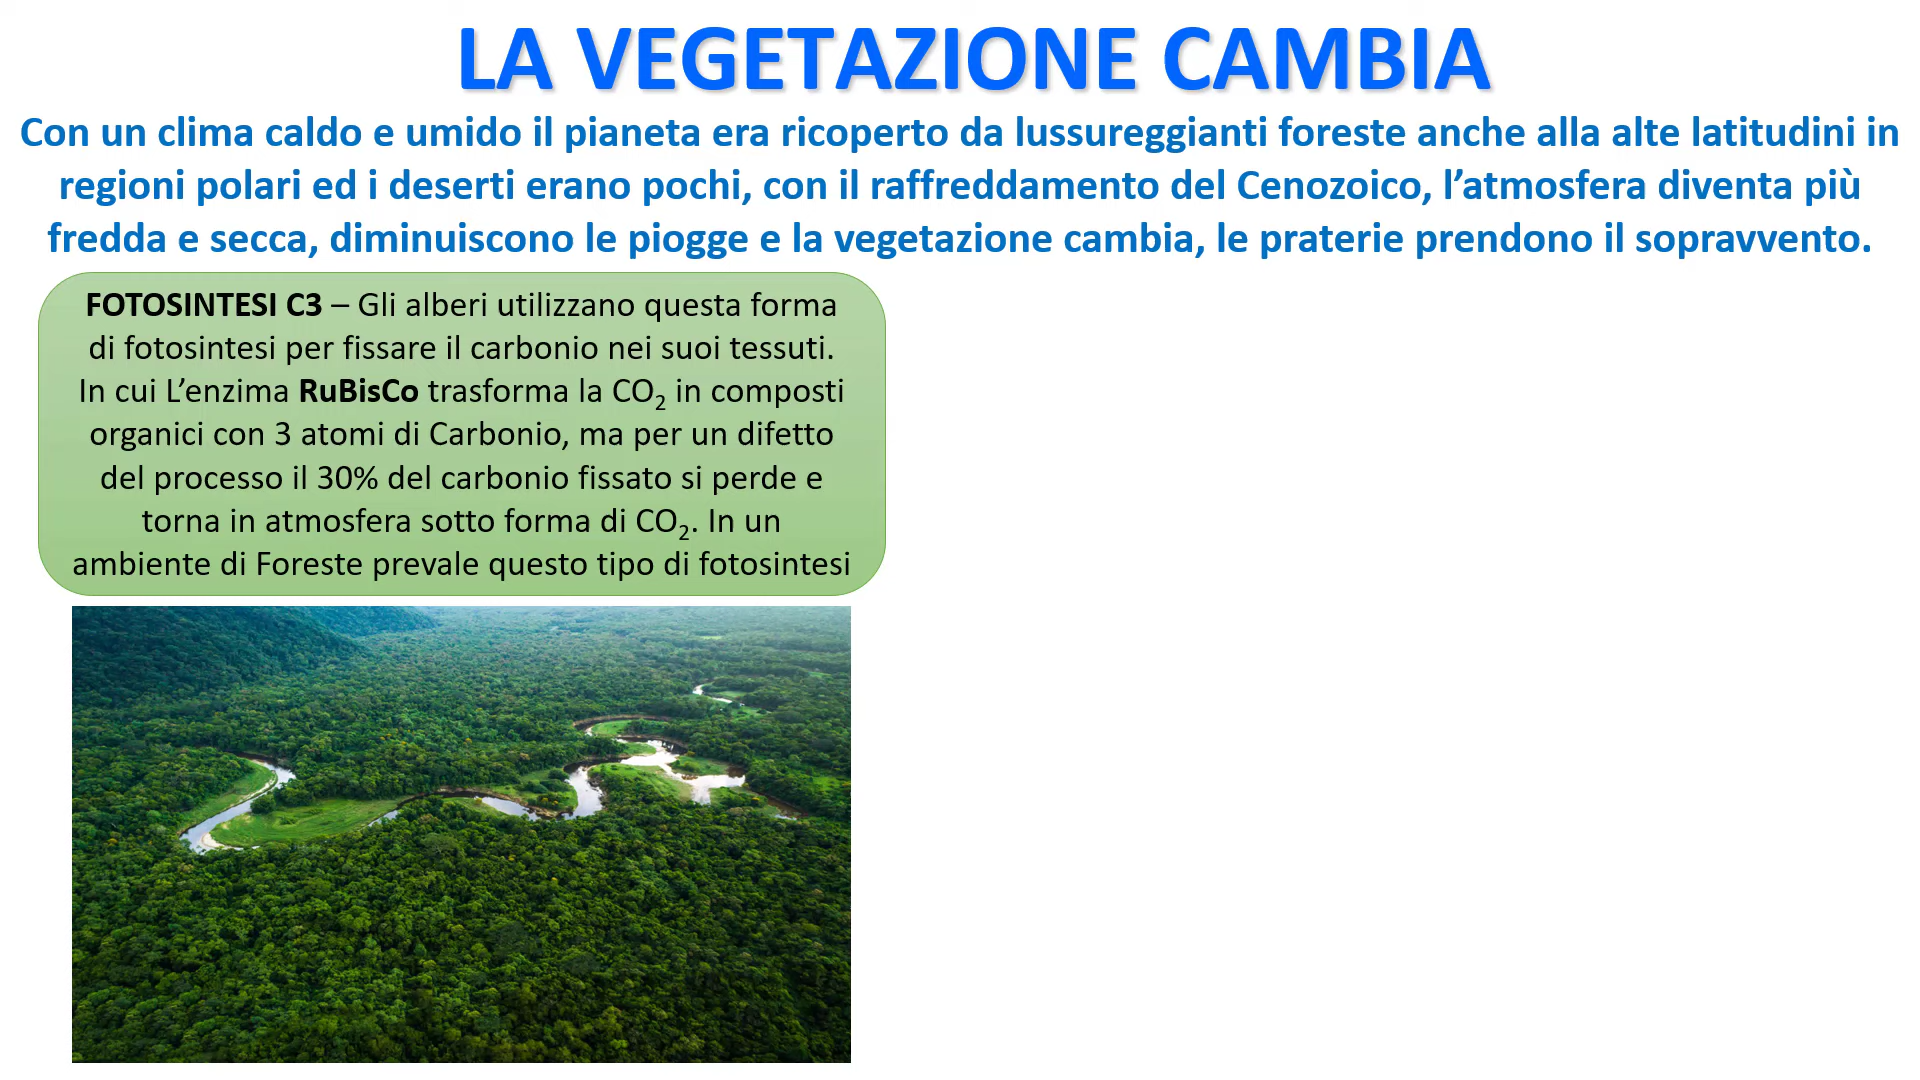 LA VEGETAZIONE CAMBIA
Con un clima caldo e umido il pianeta era ricoperto da lussureggianti foreste anche alla alte latitudini in
regioni polari ed i deserti erano pochi, con il raffreddamento del Cenozoico, l’atmosfera diventa più
fredda e secca, diminuiscono le piogge e la vegetazione cambia, le praterie prendono il sopravvento.
FOTOSINTESI C3 – Gli alberi utilizzano questa forma
di fotosintesi per fissare il carbonio nei suoi tessuti.
In cui L’enzima RuBisCo trasforma la CO₂ in composti
organici con 3 atomi di Carbonio, ma per un difetto
del processo il 30% del carbonio fissato si perde e
torna in atmosfera sotto forma di CO₂. In un
ambiente di Foreste prevale questo tipo di fotosintesi